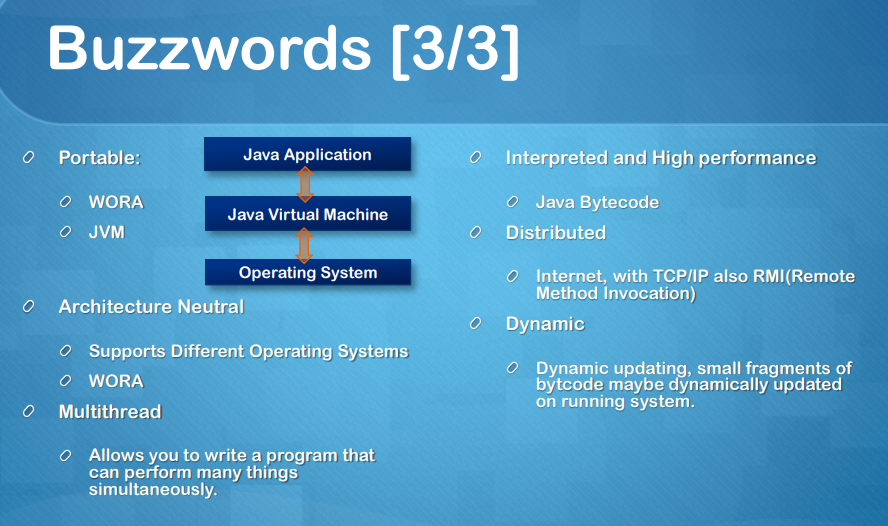 Buzzwords [3/3]
Portable:
WORA
JVM
Java Application
Java Virtual Machine
Operating System
Architecture Neutral
Supports Different Operating Systems
WORA
Multithread
Allows you to write a program that
can perform many things
simultaneously.
Interpreted and High performance
Java Bytecode
Distributed
Internet, with TCP/IP also RMI(Remote
Method Invocation)
Dynamic
Dynamic updating, small fragments of
bytcode maybe dynamically updated
on running system.